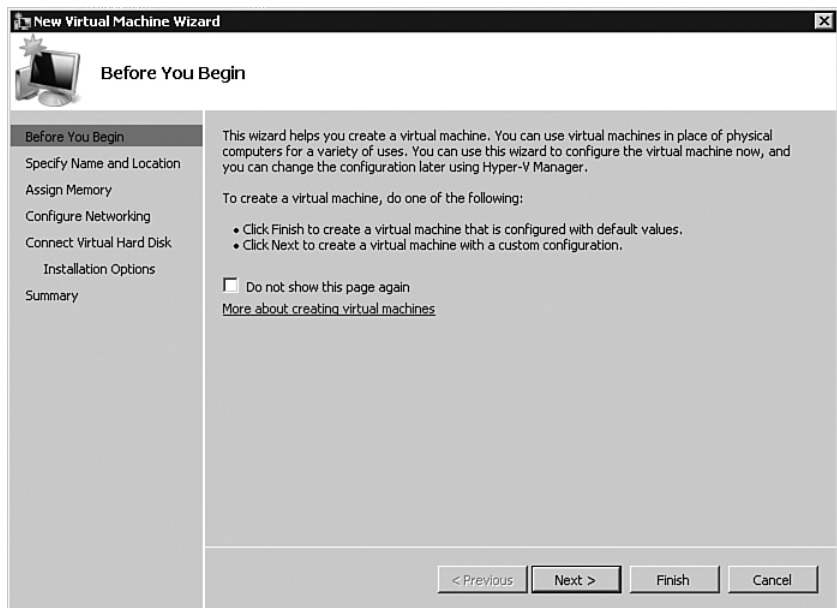 New Virtual Machine Wizard
Before You Begin
Before You Begin
Specify Name and Location
Assign Memory
Configure Networking
Connect Virtual Hard Disk
Installation Options
Summary
This wizard helps you create a virtual machine. You can use virtual machines in place of physical
computers for a variety of uses. You can use this wizard to configure the virtual machine now, and
you can change the configuration later using Hyper-V Manager.
To create a virtual machine, do one of the following:
• Click Finish to create a virtual machine that is configured with default values.
• Click Next to create a virtual machine with a custom configuration.
Do not show this page again
More about creating virtual machines
< Previous
Next >
Finish
Cancel